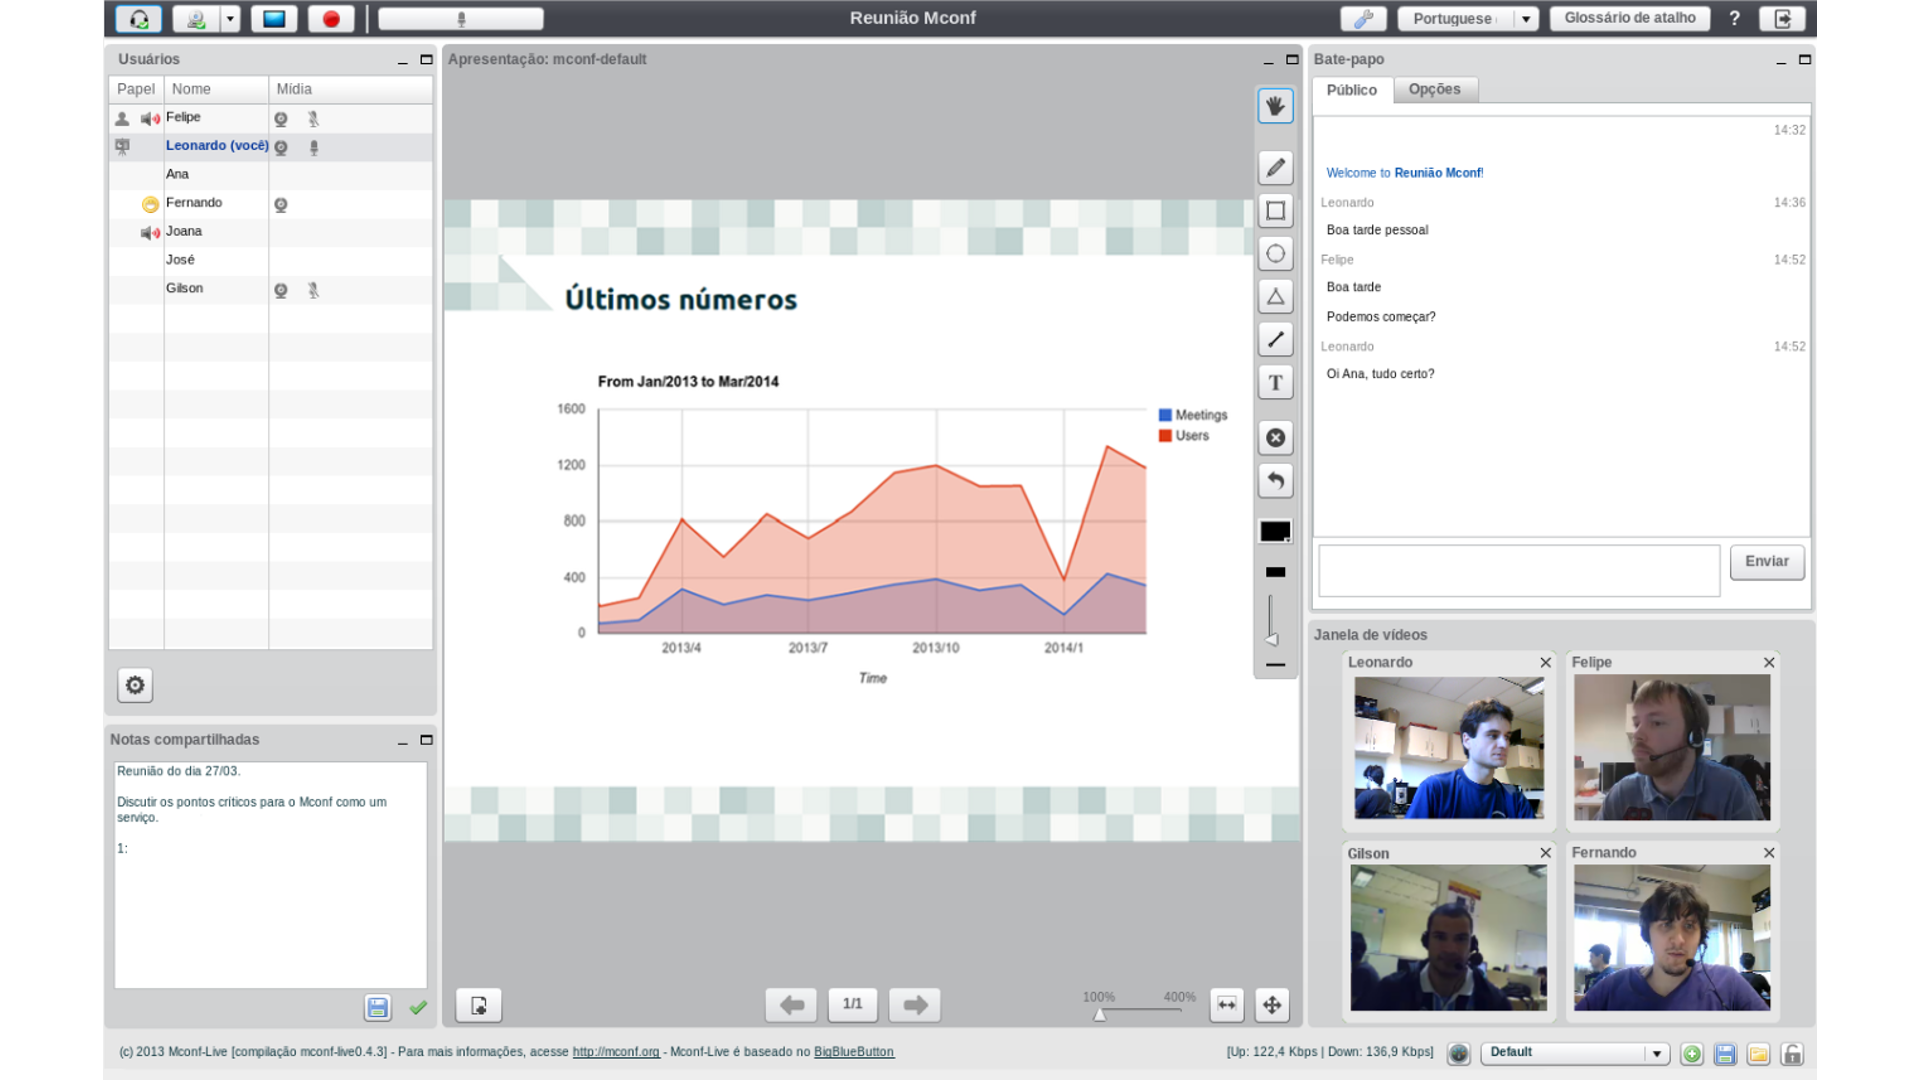 Reunião Mconf
Portuguese
Glossário de atalho
?
Usuários
Papel Nome Mídia
Felipe
Leonardo (você)
Ana
Fernando
Joana
José
Gilson
Notas compartilhadas
Reunião do dia 27/03.
Discutir os pontos críticos para o Mconf como um
serviço.
1:
Apresentação: mconf-default
Últimos números
From Jan/2013 to Mar/2014
1600
1200
800
400
0
2013/4 2013/7 2013/10 2014/1
Time
Meetings
Users
T
1/1
100% 400%
Bate-papo
Público Opções
14:32
Welcome to Reunião Mconf!
Leonardo 14:36
Boa tarde pessoal
Felipe 14:52
Boa tarde
Podemos começar?
Leonardo 14:52
Oi Ana, tudo certo?
Enviar
Janela de vídeos
Leonardo
Felipe
Gilson
Fernando
(c) 2013 Mconf-Live [compilação mconf-live0.4.3] - Para mais informações, acesse http://mconf.org - Mconf-Live é baseado no BigBlueButton
[Up: 122,4 Kbps | Down: 136,9 Kbps]
Default